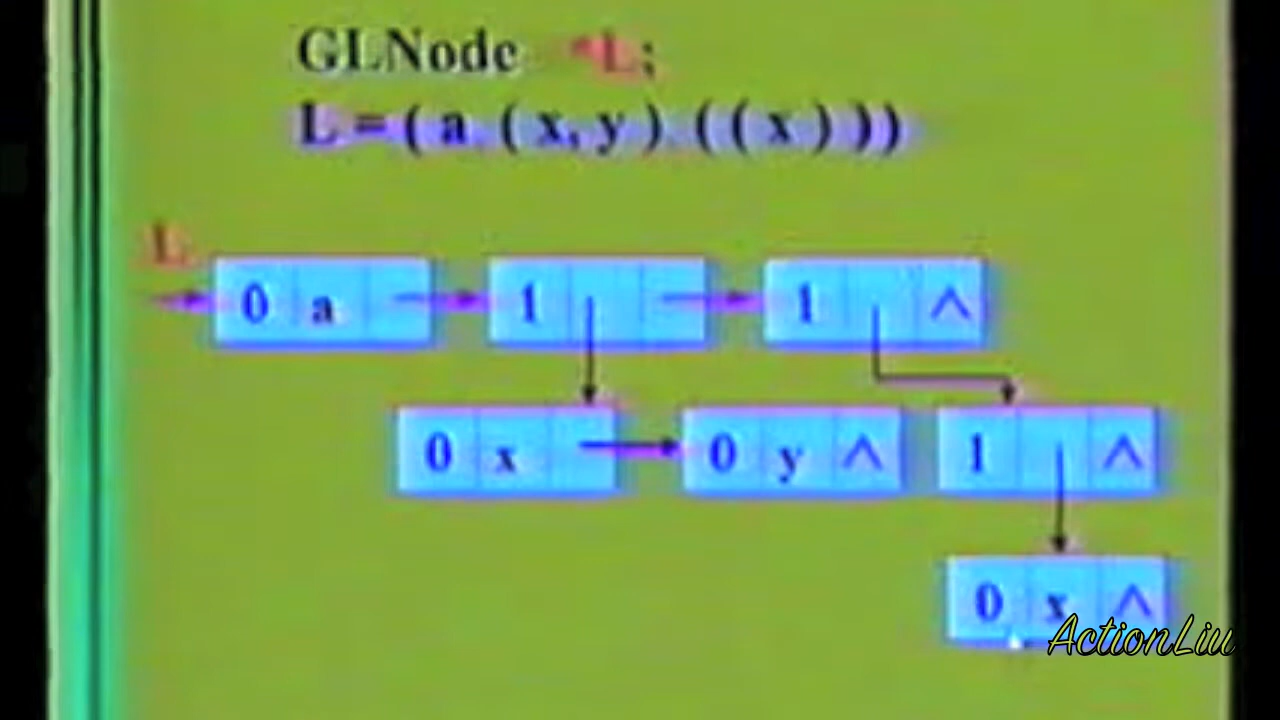 GLNode *L;
L = ( a ( x, y ) ( ( x ) ) )
L
0 a 1 1 ∧
0 x 0 y ∧ 1 ∧
0 x ∧
ActionLiu